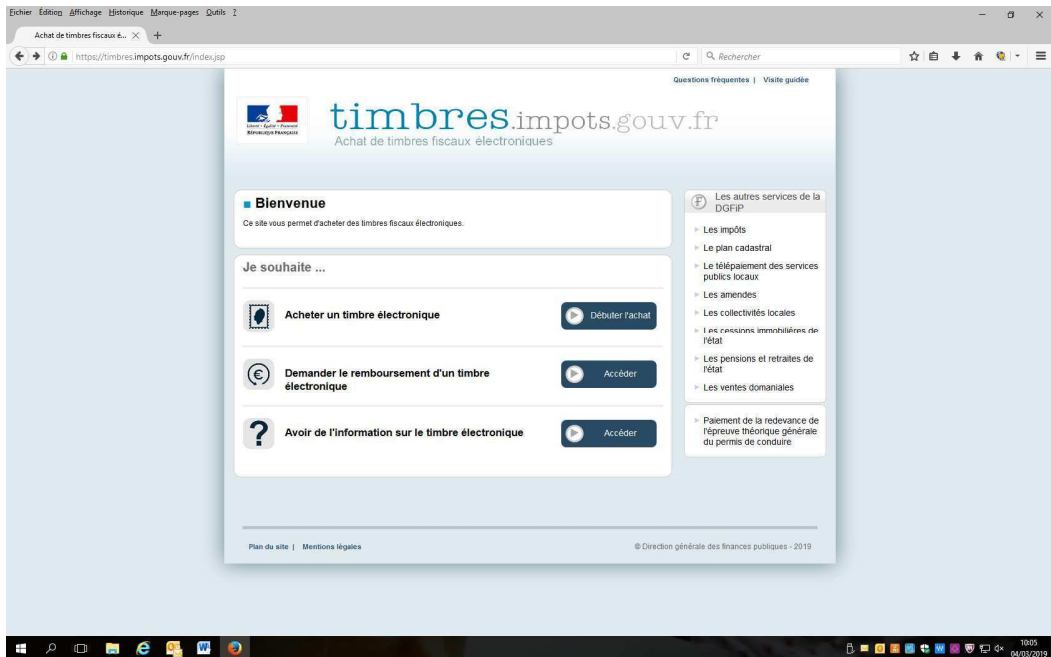 Fichier Édition Affichage Historique Marque-pages Outils ?
Achat de timbres fiscaux é...
https://timbres.impots.gouv.fr/index.jsp
Rechercher
Questions fréquentes | Visite guidée
Liberté • Égalité • Fraternité
RÉPUBLIQUE FRANÇAISE
timbres.impots.gouv.fr
Achat de timbres fiscaux électroniques
Bienvenue
Ce site vous permet d'acheter des timbres fiscaux électroniques.
Je souhaite ...
Acheter un timbre électronique
Débuter l'achat
Demander le remboursement d'un timbre
électronique
Accéder
Avoir de l'information sur le timbre électronique
Accéder
Les autres services de la
DGFiP
Les impôts
Le plan cadastral
Le télépaiement des services
publics locaux
Les amendes
Les collectivités locales
Les cessions immobilières de
l'état
Les pensions et retraites de
l'état
Les ventes domaniales
Paiement de la redevance de
l'épreuve théorique générale
du permis de conduire
Plan du site | Mentions légales
© Direction générale des finances publiques - 2019
10:05
04/03/2019